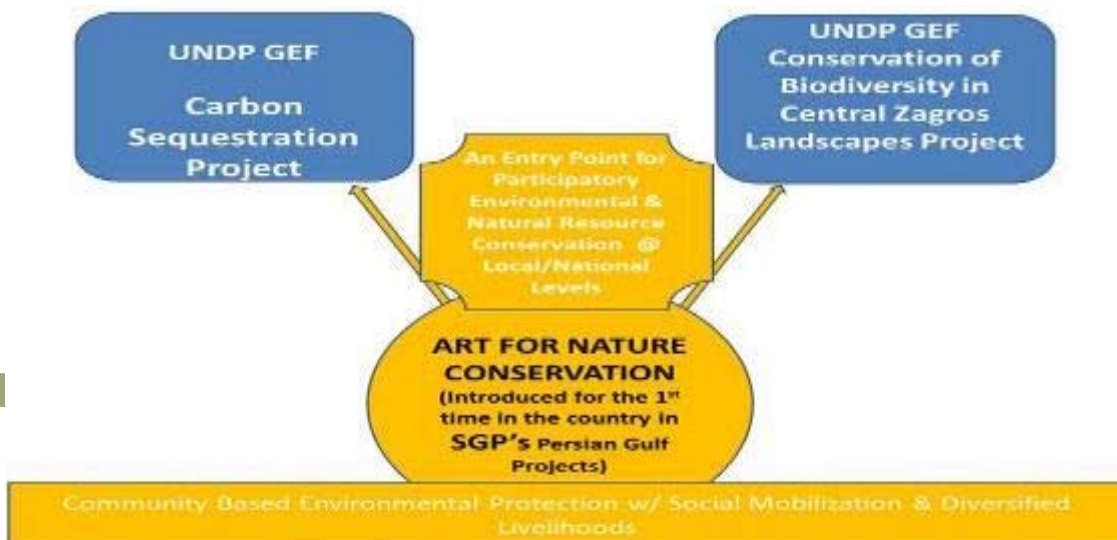 UNDP GEF
Carbon
Sequestration
Project
UNDP GEF
Conservation of
Biodiversity in
Central Zagros
Landscapes Project
An Entry Point for
Participatory
Environmental &
Natural Resource
Conservation @
Local/National
Levels
ART FOR NATURE
CONSERVATION
(Introduced for the 1st
time in the country in
SGP's Persian Gulf
Projects)
Community Based Environmental Protection w/ Social Mobilization & Diversified
Livelihoods